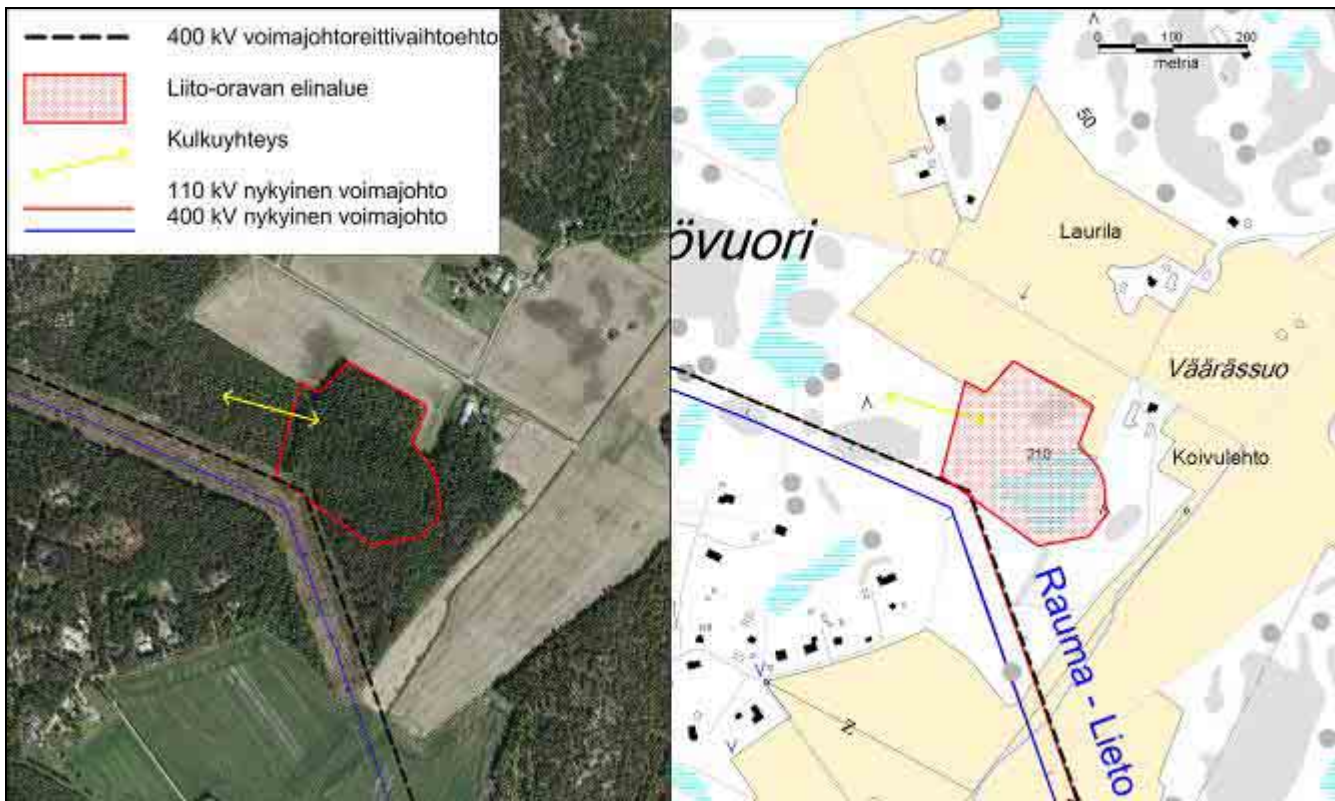 400 kV voimajohtoreittivaihtoehto
Liito-oravan elinalue
Kulkuyhteys
110 kV nykyinen voimajohto
400 kV nykyinen voimajohto
0 100 200
metriä
50
Laurila
övuori
Väärässuo
210
Koivulehto
Rauma - Lieto